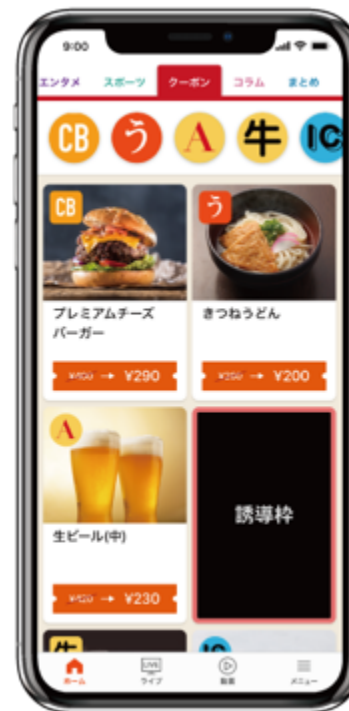 9:00
エンタメ スポーツ クーポン コラム まとめ
CB う A 牛 IC
CB
う
プレミアムチーズ
バーガー
きつねうどん
→ ¥290
→ ¥200
A
誘導枠
生ビール(中)
→ ¥230
牛 IC
LIVE
ホーム ライブ 動画 メニュー